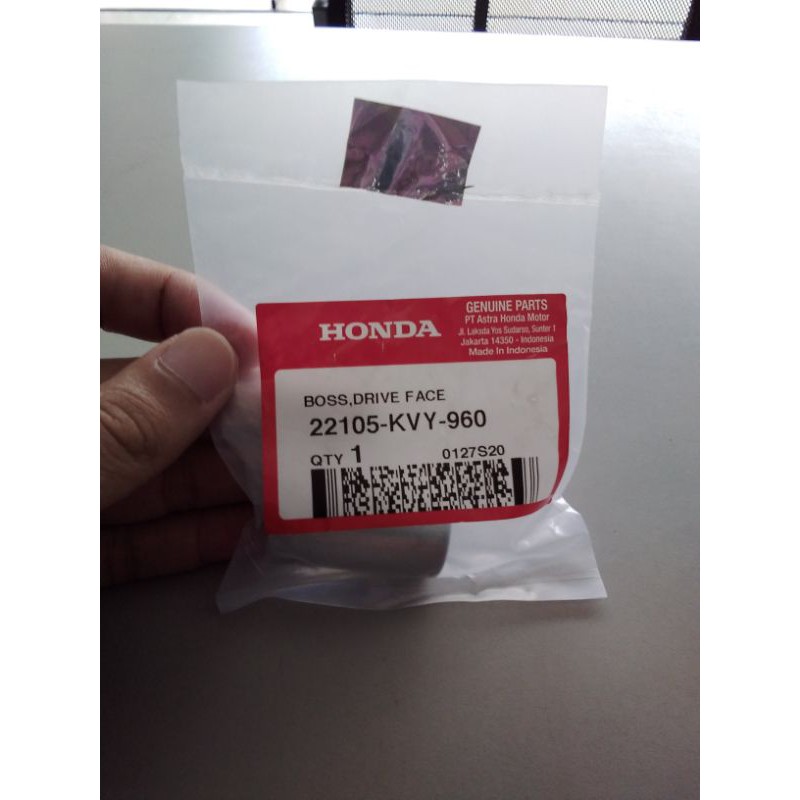 HONDA
GENUINE PARTS
PT Astra Honda Motor
Jl. Laksda Yos Sudarso, Sunter 1
Jakarta 14350 - Indonesia
Made In Indonesia
BOSS,DRIVE FACE
22105-KVY-960
QTY 1 0127S20